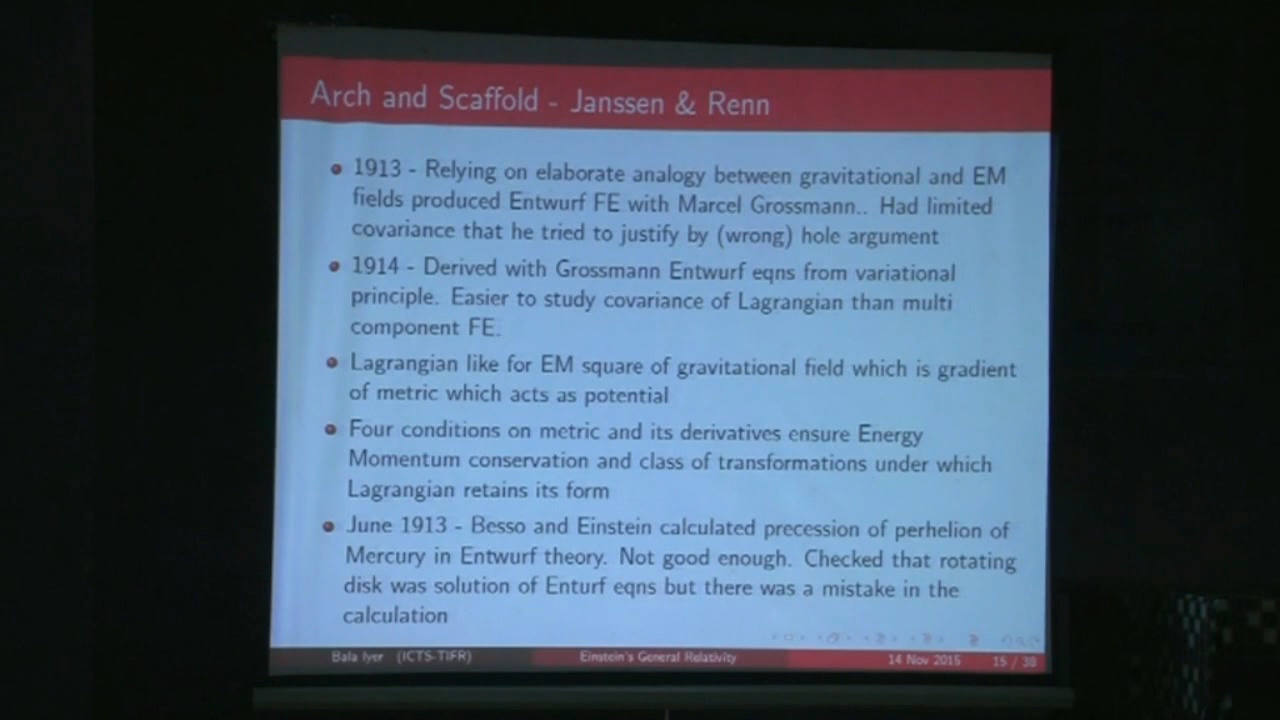 Arch and Scaffold - Janssen & Renn
1913 - Relying on elaborate analogy between gravitational and EM
fields produced Entwurf FE with Marcel Grossmann.. Had limited
covariance that he tried to justify by (wrong) hole argument
1914 - Derived with Grossmann Entwurf eqns from variational
principle. Easier to study covariance of Lagrangian than multi
component FE.
Lagrangian like for EM square of gravitational field which is gradient
of metric which acts as potential
Four conditions on metric and its derivatives ensure Energy
Momentum conservation and class of transformations under which
Lagrangian retains its form
June 1913 - Besso and Einstein calculated precession of perhelion of
Mercury in Entwurf theory. Not good enough. Checked that rotating
disk was solution of Enturf eqns but there was a mistake in the
calculation
Bala Iyer (ICTS-TIFR) Einstein's General Relativity 14 Nov 2015 15 / 38